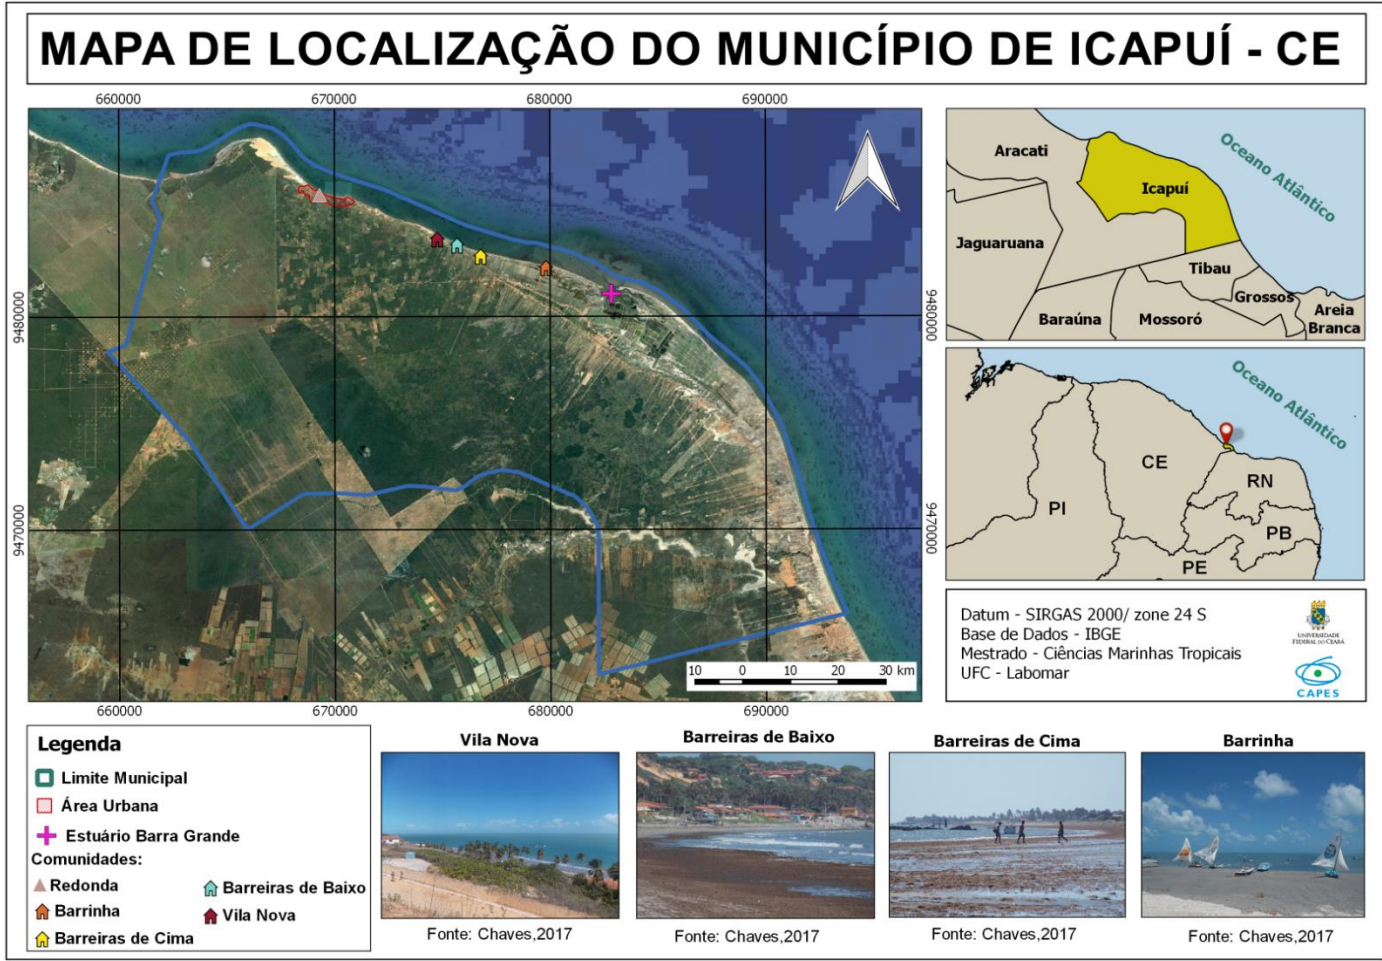 MAPA DE LOCALIZAÇÃO DO MUNICÍPIO DE ICAPUÍ - CE
660000 670000 680000 690000
9480000
9470000
660000 670000 680000 690000
9480000
9470000
10 0 10 20 30 km
Aracati
Icapuí
Oceano Atlântico
Jaguaruana
Tibau
Grossos
Baraúna
Mossoró
Areia
Branca
Oceano Atlântico
CE
RN
PI
PB
PE
Datum - SIRGAS 2000/ zone 24 S
Base de Dados - IBGE
Mestrado - Ciências Marinhas Tropicais
UFC - Labomar
UNIVERSIDADE
FEDERAL DO CEARÁ
CAPES
Legenda
Limite Municipal
Área Urbana
Estuário Barra Grande
Comunidades:
Redonda
Barrinha
Barreiras de Cima
Barreiras de Baixo
Vila Nova
Vila Nova
Fonte: Chaves,2017
Barreiras de Baixo
Fonte: Chaves,2017
Barreiras de Cima
Fonte: Chaves,2017
Barrinha
Fonte: Chaves,2017